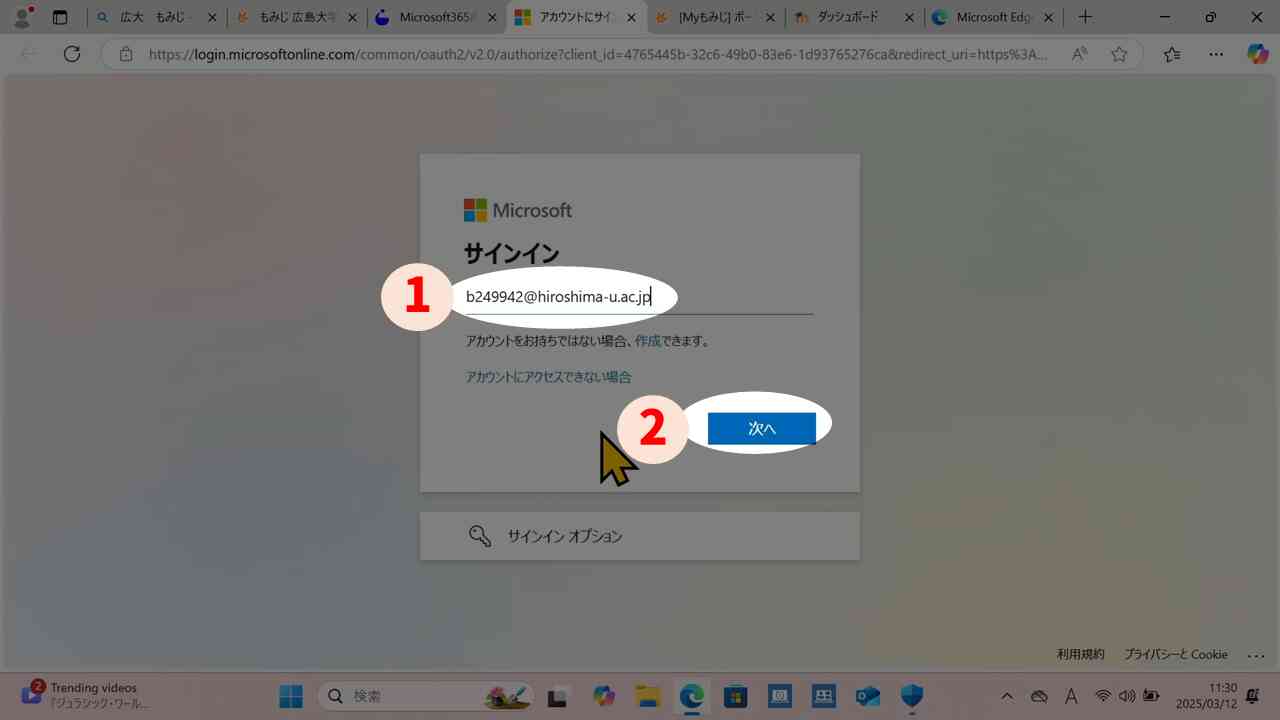 広大　もみじ -
もみじ 広島大学
Microsoft365
アカウントにサイン
[Myもみじ] ポー
ダッシュボード
Microsoft Edg
https://login.microsoftonline.com/common/oauth2/v2.0/authorize?client_id=4765445b-32c6-49b0-83e6-1d93765276ca&redirect_uri=https%3A...
Microsoft
サインイン
1
b249942@hiroshima-u.ac.jp
アカウントをお持ちではない場合、作成できます。
アカウントにアクセスできない場合
2
次へ
サインイン オプション
利用規約
プライバシーと Cookie
...
2
Trending videos
『ジュラシック・ワール...
検索
A
11:30
2025/03/12